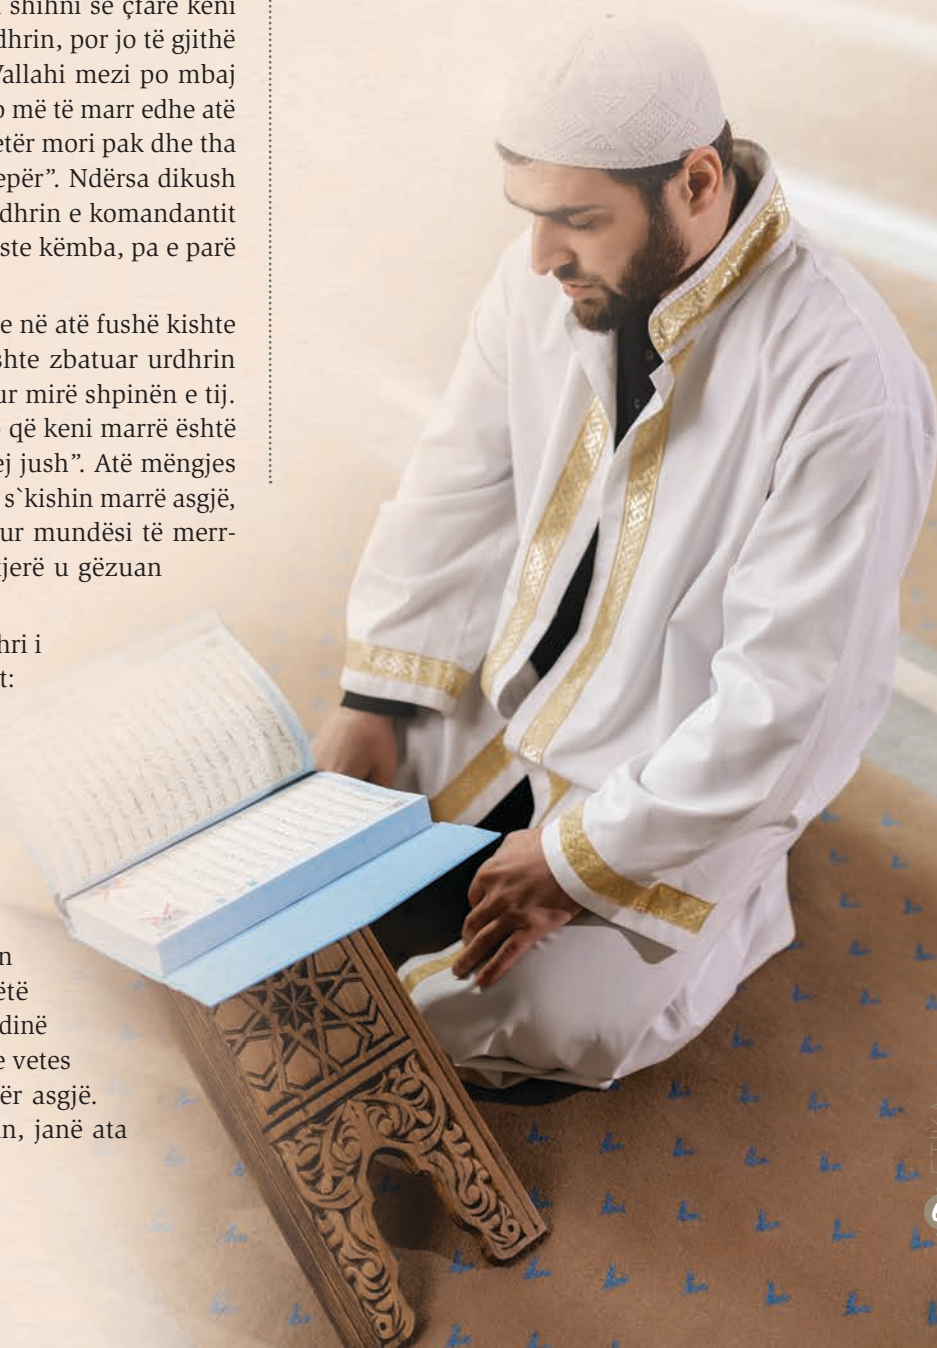 shihni se çfarë keni
dhrin, por jo të gjithë
Vallahi mezi po mbaj
më të marr edhe atë
etër mori pak dhe tha
epër”. Ndërsa dikush
dhrin e komandantit
ste këmba, pa e parë
e në atë fushë kishte
shte zbatuar urdhrin
ur mirë shpinën e tij.
që keni marrë është
ej jush”. Atë mëngjes
s`kishin marrë asgjë,
ur mundësi të merr-
jerë u gëzuan
hri i
t:
n
ëtë
dinë
e vetes
ër asgjë.
n, janë ata
ETIKA